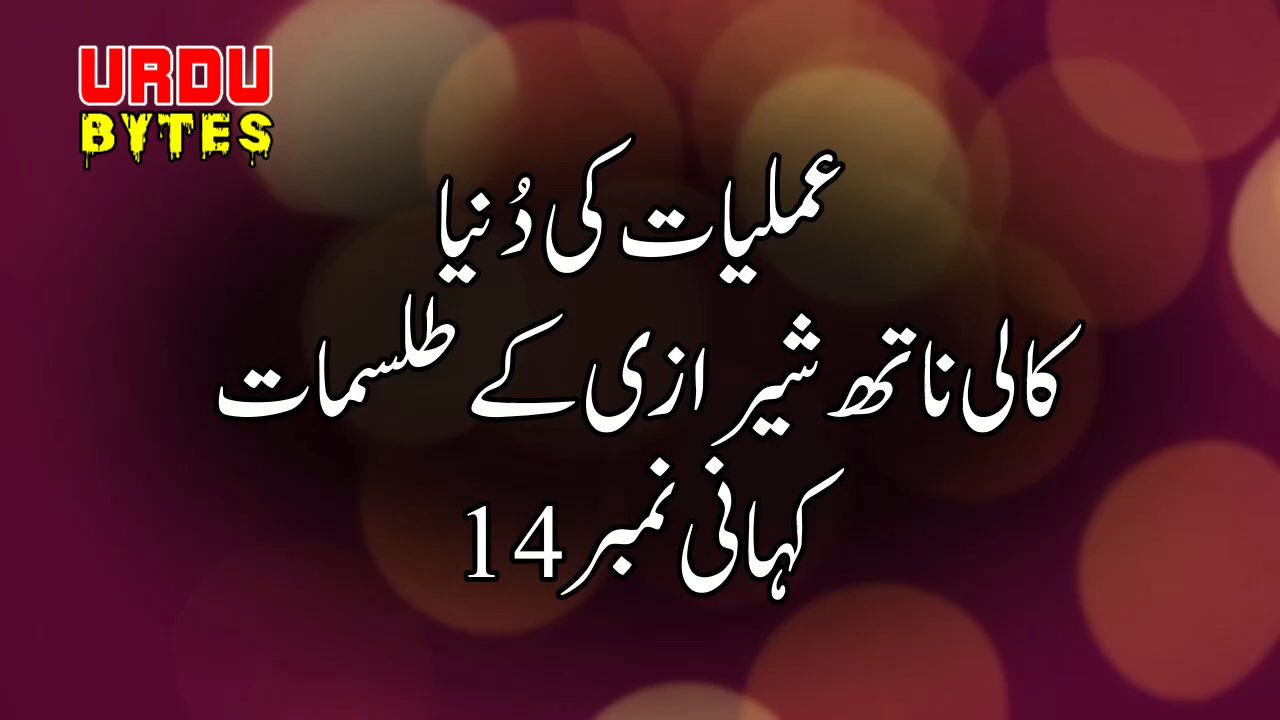 URDU
BYTES
عملیات کی دُنیا
کالی ناتھ شیرازی کے طلسمات
کہانی نمبر 14